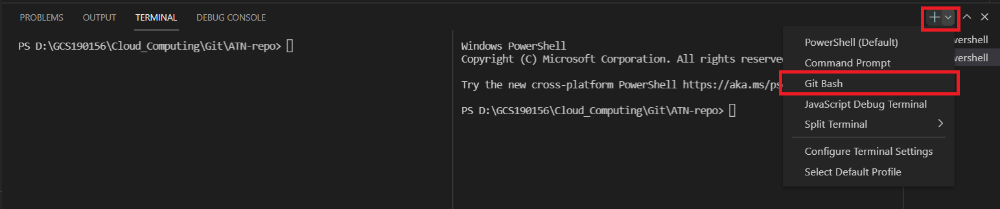 PROBLEMS OUTPUT TERMINAL DEBUG CONSOLE
PS D:\GCS190156\Cloud_Computing\Git\ATN-repo>
Windows PowerShell
Copyright (C) Microsoft Corporation. All rights reserve
Try the new cross-platform PowerShell https://aka.ms/ps
PS D:\GCS190156\Cloud_Computing\Git\ATN-repo>
PowerShell (Default)
Command Prompt
Git Bash
JavaScript Debug Terminal
Split Terminal
Configure Terminal Settings
Select Default Profile
wershell
wershell